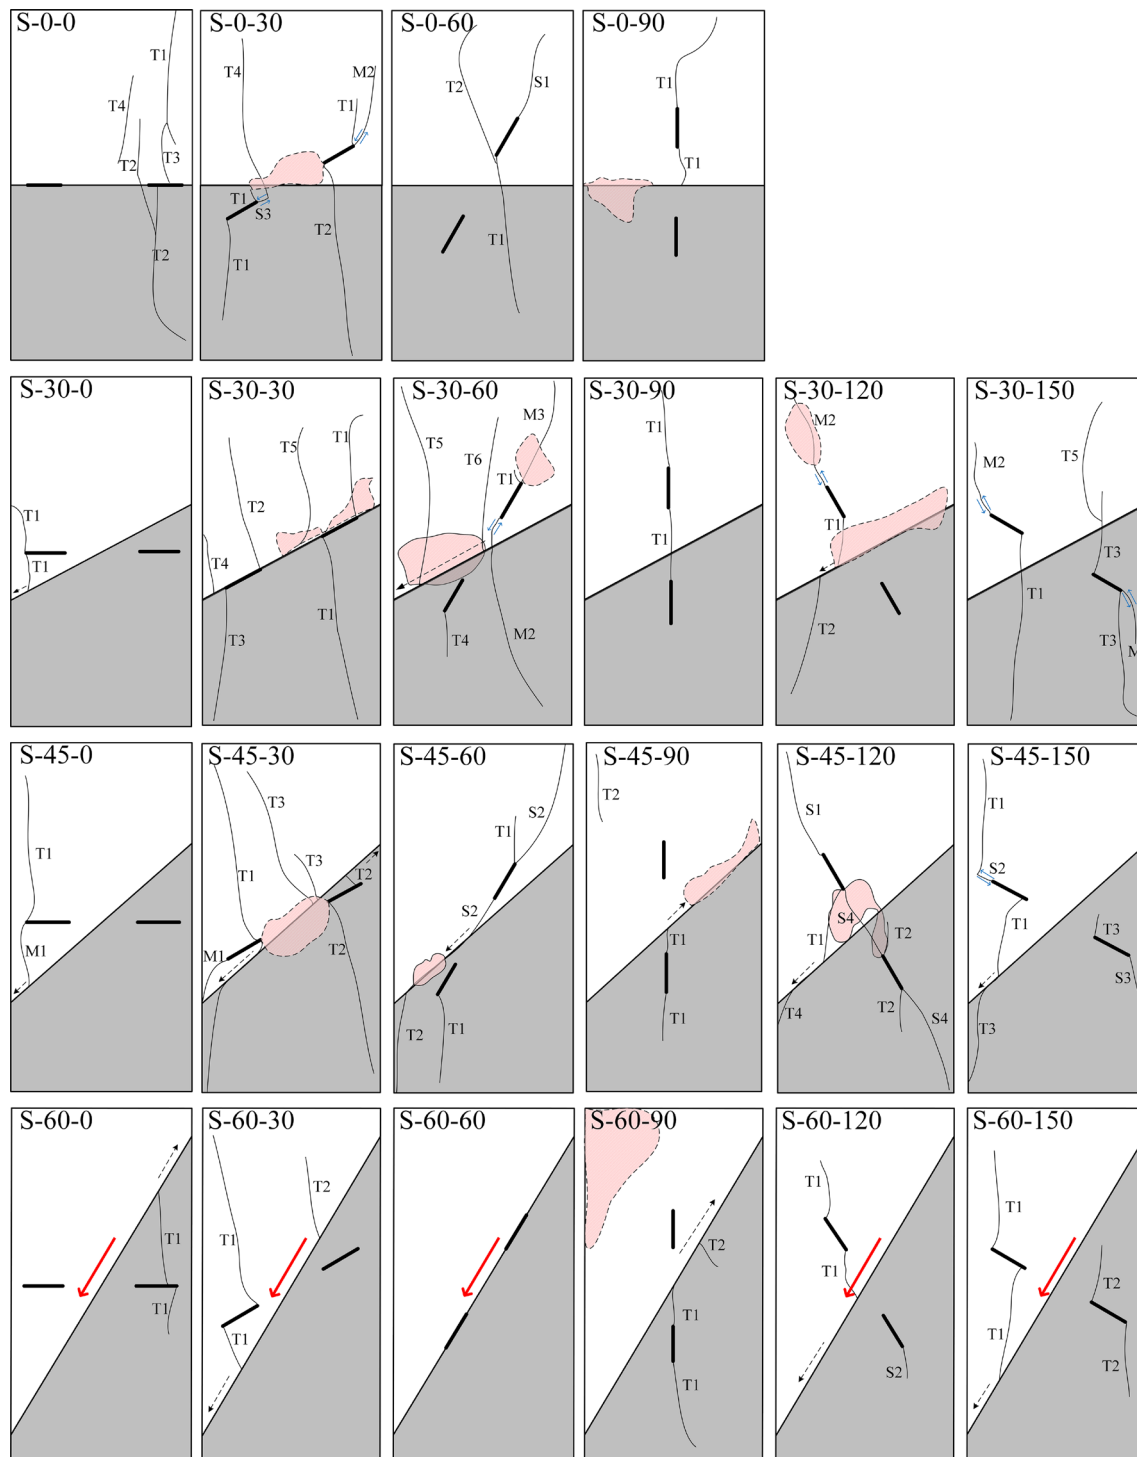 S-0-0
T1
T4
T2
T3
T2
S-0-30
T4
M2
T1
T1
S3
T2
T1
S-0-60
T2
S1
T1
S-0-90
T1
T1
S-30-0
T1
T1
S-30-30
T5
T1
T2
T4
T3
T1
S-30-60
M3
T5
T6
T1
T4
M2
S-30-90
T1
T1
S-30-120
M2
T1
T2
S-30-150
M2
T5
T3
T1
T3
M
S-45-0
T1
M1
S-45-30
T3
T1
T3
T2
M1
T2
S-45-60
S2
T1
S2
T2
T1
S-45-90
T2
T1
T1
S-45-120
S1
S4
T1
T2
T4
T2
S4
S-45-150
T1
S2
T1
T3
S3
T3
S-60-0
T1
T1
S-60-30
T2
T1
T1
S-60-60
S-60-90
T2
T1
T1
S-60-120
T1
T1
S2
S-60-150
T1
T2
T1
T2